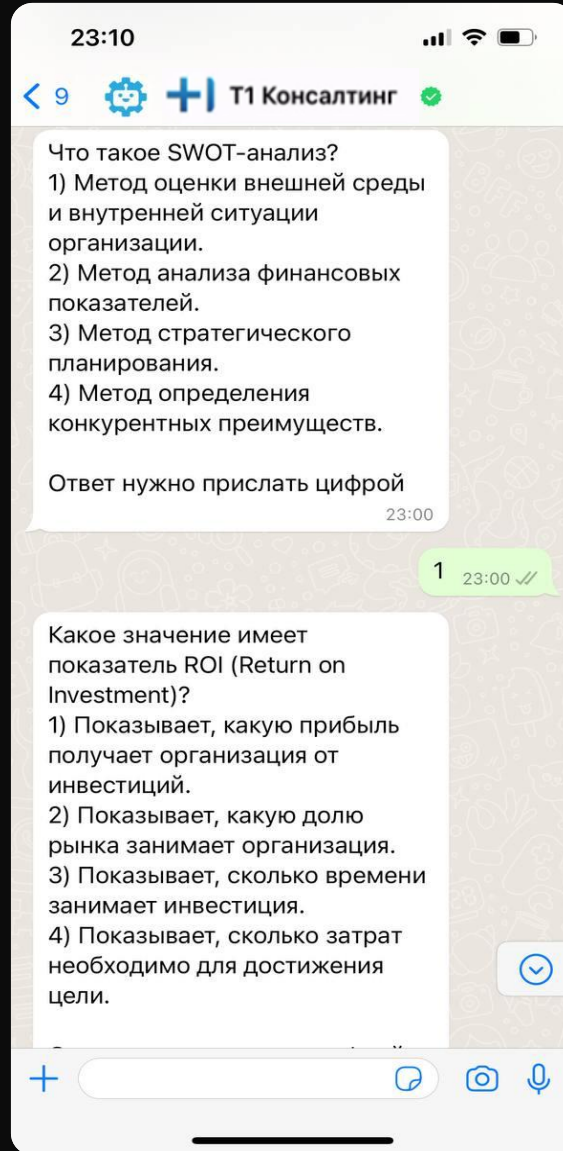 23:10
9
Т1 Консалтинг
Что такое SWOT-анализ?
1) Метод оценки внешней среды
и внутренней ситуации
организации.
2) Метод анализа финансовых
показателей.
3) Метод стратегического
планирования.
4) Метод определения
конкурентных преимуществ.
Ответ нужно прислать цифрой
23:00
1 23:00
Какое значение имеет
показатель ROI (Return on
Investment)?
1) Показывает, какую прибыль
получает организация от
инвестиций.
2) Показывает, какую долю
рынка занимает организация.
3) Показывает, сколько времени
занимает инвестиция.
4) Показывает, сколько затрат
необходимо для достижения
цели.